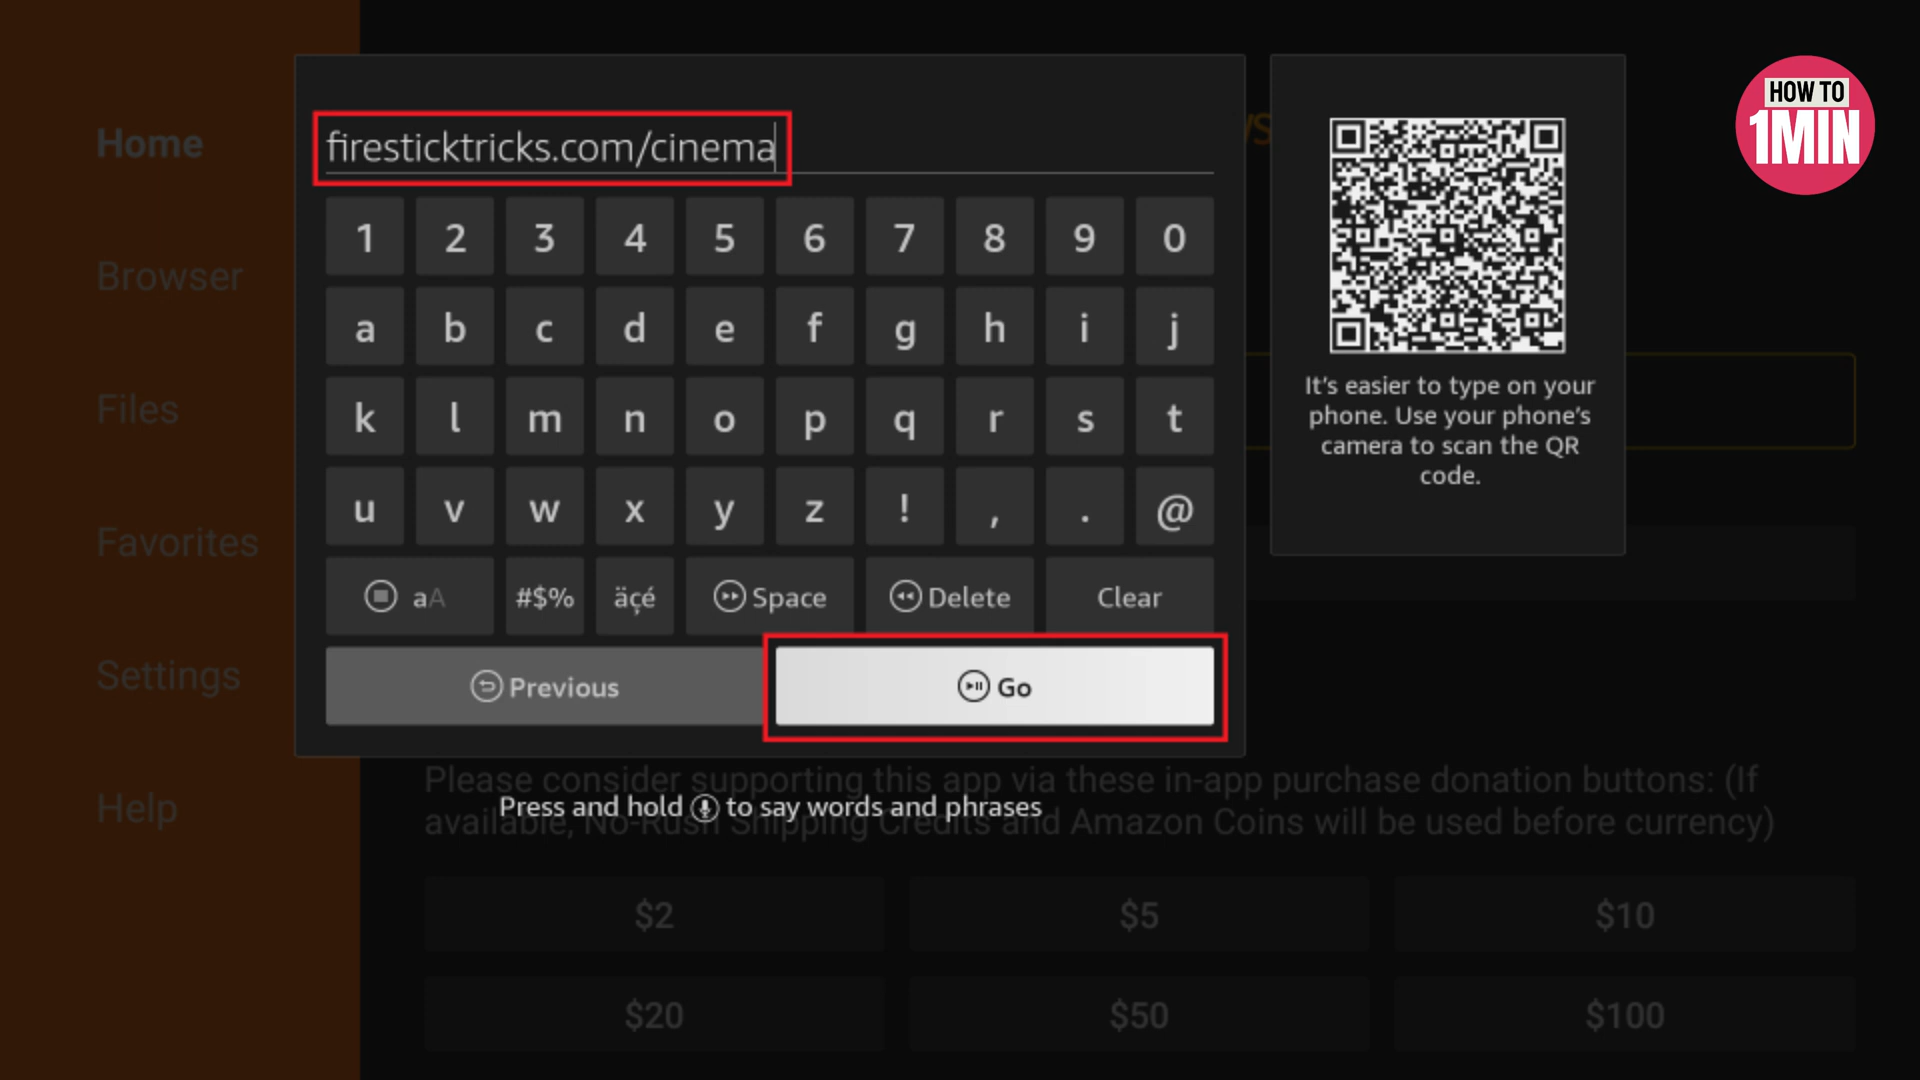 HOW TO
1MIN
Home
Browser
Files
Favorites
Settings
Help
firesticktricks.com/cinema
1 2 3 4 5 6 7 8 9 0
a b c d e f g h i j
k l m n o p q r s t
u v w x y z ! , . @
aA #$% äçé Space Delete Clear
Previous Go
It's easier to type on your
phone. Use your phone's
camera to scan the QR
code.
Press and hold to say words and phrases
Please consider supporting this app via these in-app purchase donation buttons: (If
available, No-Rush Shipping Credits and Amazon Coins will be used before currency)
$2 $5 $10
$20 $50 $100